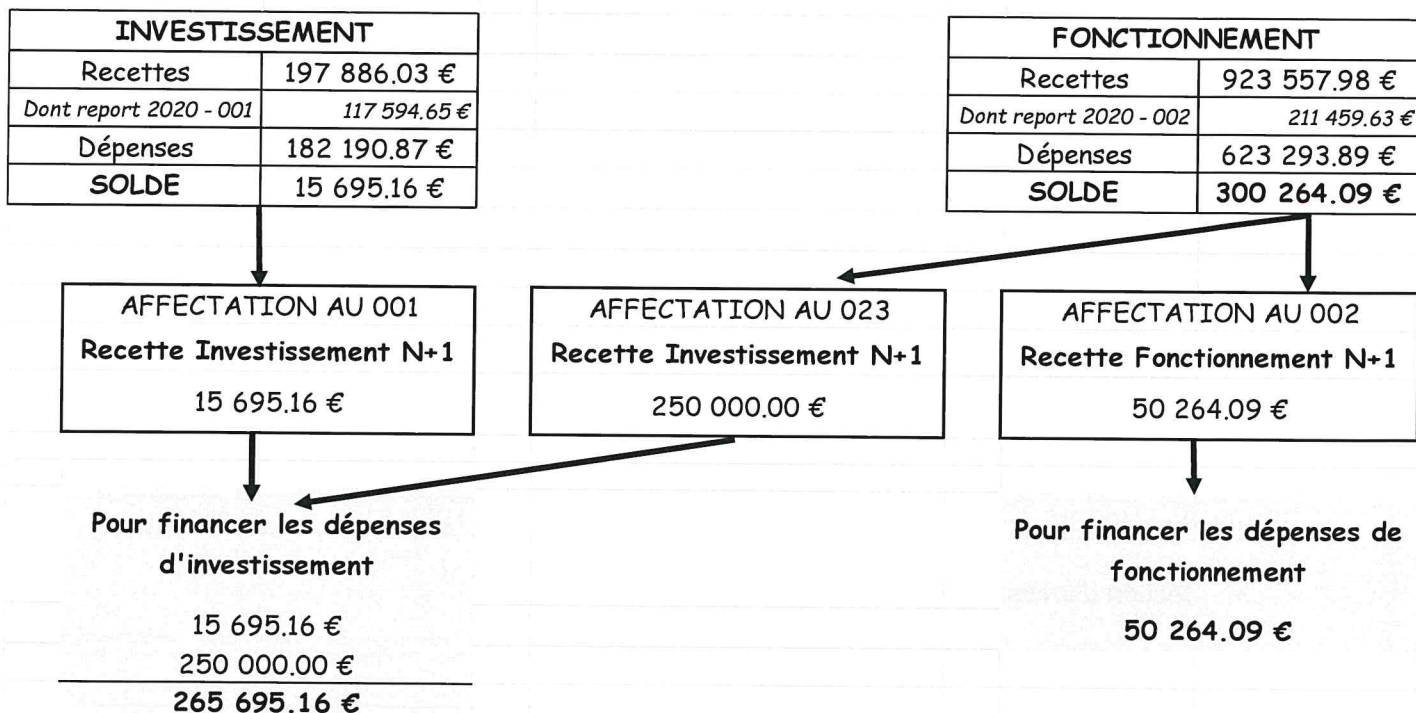 INVESTISSEMENT
Recettes 197 886.03 €
Dont report 2020 - 001 117 594.65 €
Dépenses 182 190.87 €
SOLDE 15 695.16 €
FONCTIONNEMENT
Recettes 923 557.98 €
Dont report 2020 - 002 211 459.63 €
Dépenses 623 293.89 €
SOLDE 300 264.09 €
AFFECTATION AU 001
Recette Investissement N+1
15 695.16 €
AFFECTATION AU 023
Recette Investissement N+1
250 000.00 €
AFFECTATION AU 002
Recette Fonctionnement N+1
50 264.09 €
Pour financer les dépenses
d'investissement
15 695.16 €
250 000.00 €
265 695.16 €
Pour financer les dépenses de
fonctionnement
50 264.09 €